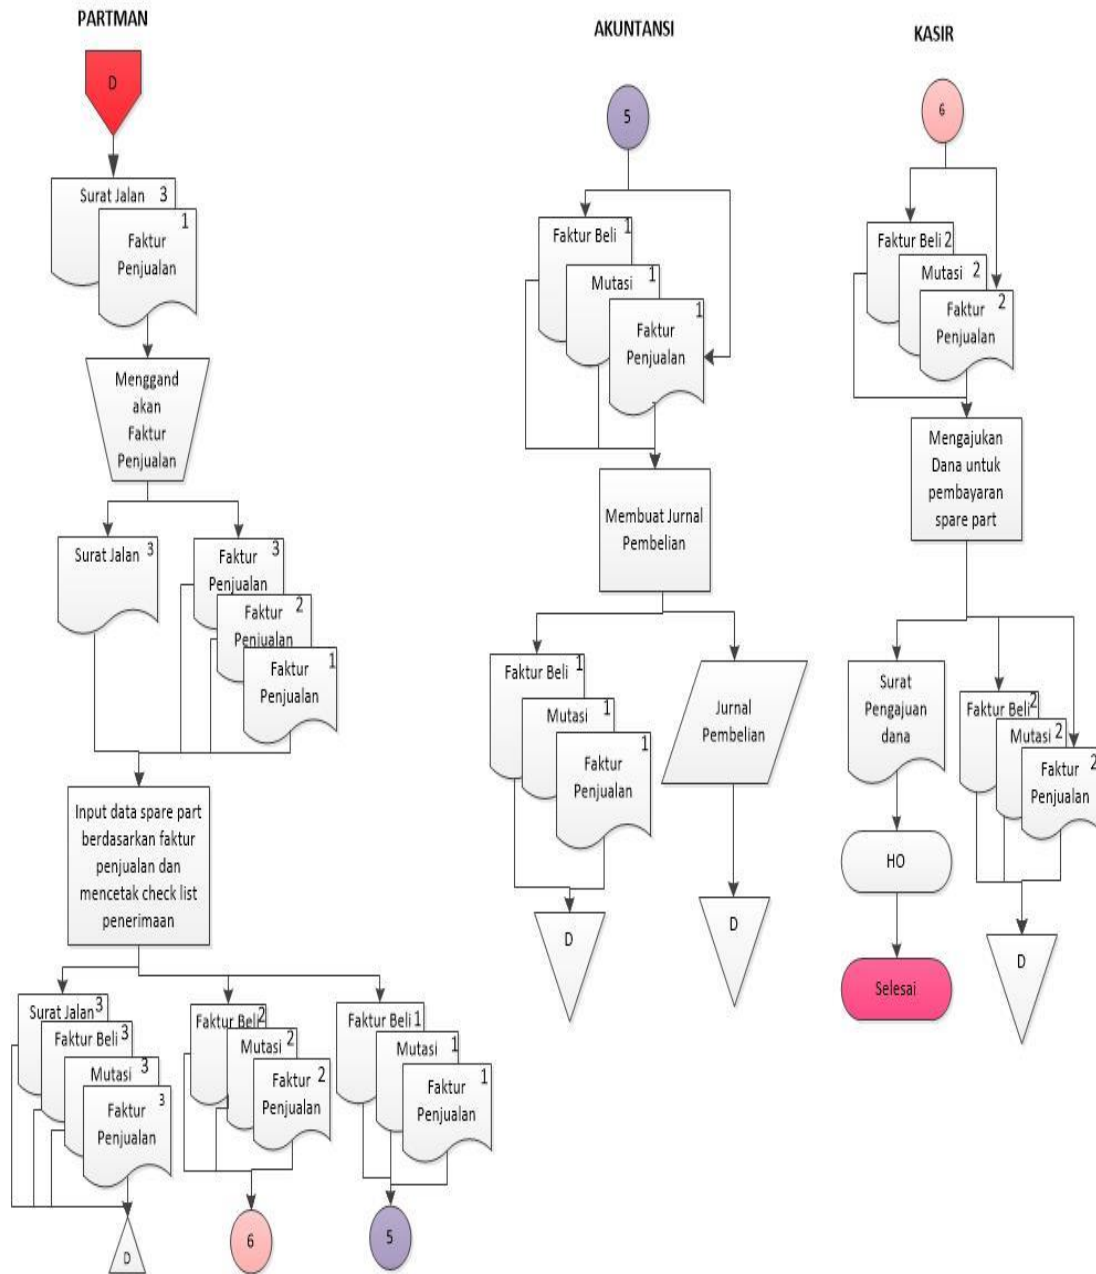 PARTMAN
D
Surat Jalan 3
Faktur Penjualan 1
Menggand
akan
Faktur
Penjualan
Surat Jalan 3
Faktur 3
Penjualan
Faktur 2
Penjualan
Faktur 1
Penjualan
Input data spare part
berdasarkan faktur
penjualan dan
mencetak check list
penerimaan
Surat Jalan 3
Faktur Beli 3
Mutasi 3
Faktur 3
Penjualan
D
Faktur Beli 2
Mutasi 2
Faktur 2
Penjualan
6
Faktur Beli 1
Mutasi 1
Faktur 1
Penjualan
5
AKUNTANSI
5
Faktur Beli 1
Mutasi 1
Faktur 1
Penjualan
Membuat Jurnal
Pembelian
Faktur Beli 1
Mutasi 1
Faktur 1
Penjualan
D
Jurnal
Pembelian
D
KASIR
6
Faktur Beli 2
Mutasi 2
Faktur 2
Penjualan
Mengajukan
Dana untuk
pembayaran
spare part
Surat
Pengajuan
dana
HO
Selesai
Faktur Beli 2
Mutasi 2
Faktur 2
Penjualan
D